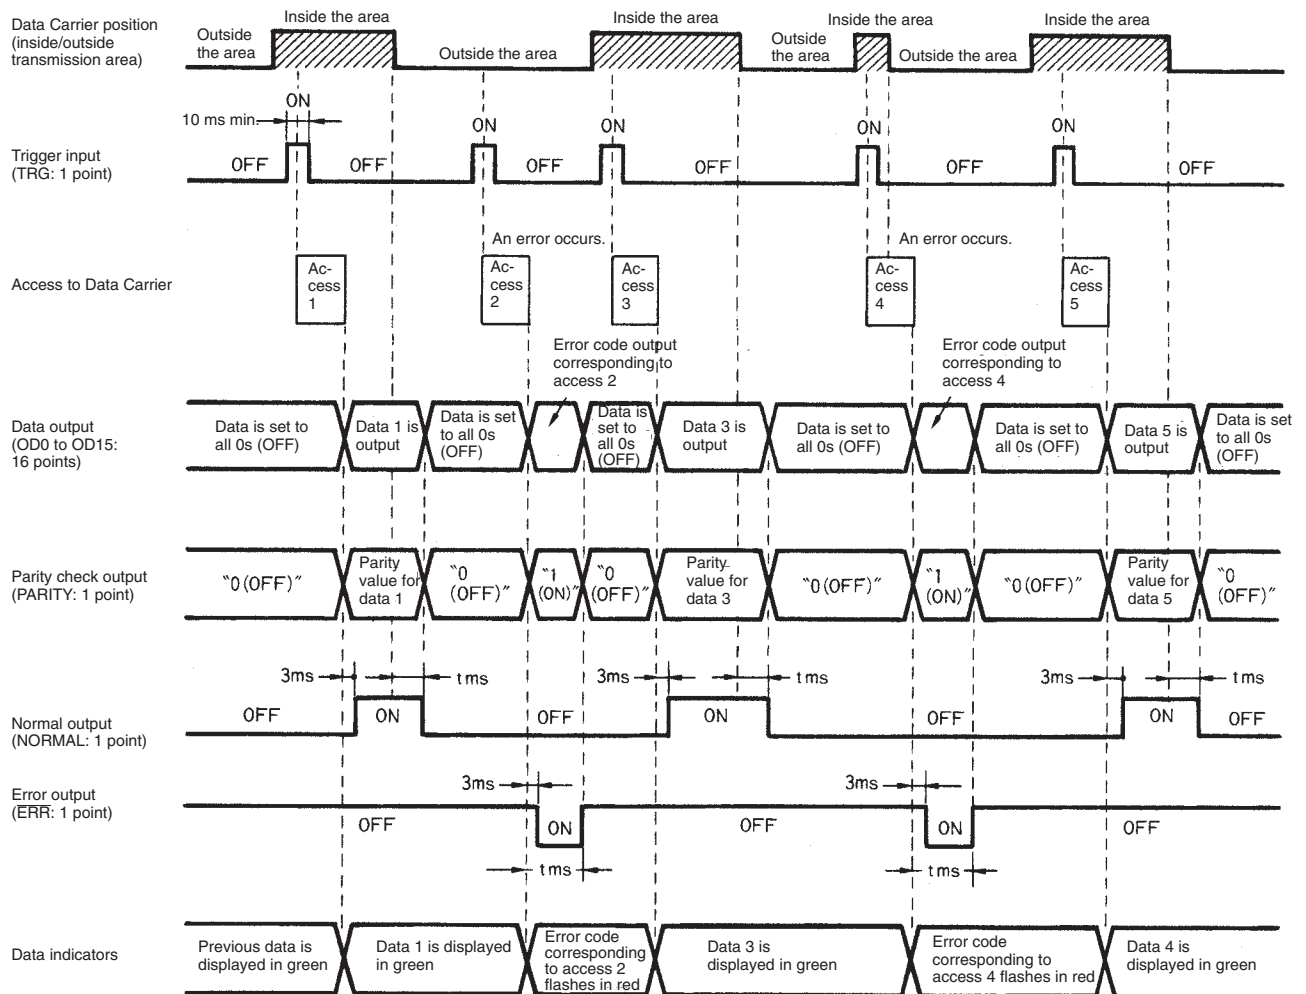 Data Carrier position
(inside/outside
transmission area)
Outside
the area
Inside the area
Outside the area
Inside the area
Outside
the area
Inside the area
Outside the area
Inside the area
10 ms min.
ON
ON
ON
ON
ON
Trigger input
(TRG: 1 point)
OFF
OFF
OFF
OFF
OFF
OFF
An error occurs.
An error occurs.
Access to Data Carrier
Ac-
cess
1
Ac-
cess
2
Ac-
cess
3
Ac-
cess
4
Ac-
cess
5
Error code output
corresponding to
access 2
Error code output
corresponding to
access 4
Data output
(OD0 to OD15:
16 points)
Data is set to
all 0s (OFF)
Data 1 is
output
Data is set
to all 0s
(OFF)
Data is
set to
all 0s
(OFF)
Data 3 is
output
Data is set to
all 0s (OFF)
Data is set to
all 0s (OFF)
Data 5 is
output
Data is set
to all 0s
(OFF)
Parity check output
(PARITY: 1 point)
"0(OFF)"
Parity
value for
data 1
"0
(OFF)"
"1
(ON)"
"0
(OFF)"
Parity
value for
data 3
"0(OFF)"
"1
(ON)"
"0(OFF)"
Parity
value for
data 5
"0
(OFF)"
3ms
t ms
3ms
t ms
3ms
t ms
Normal output
(NORMAL: 1 point)
OFF
ON
OFF
ON
OFF
ON
OFF
3ms
3ms
Error output
(ERR: 1 point)
OFF
ON
OFF
ON
OFF
t ms
t ms
Data indicators
Previous data is
displayed in green
Data 1 is displayed
in green
Error code
corresponding
to access 2
flashes in red
Data 3 is
displayed in green
Error code
corresponding to
access 4 flashes in red
Data 4 is
displayed in green